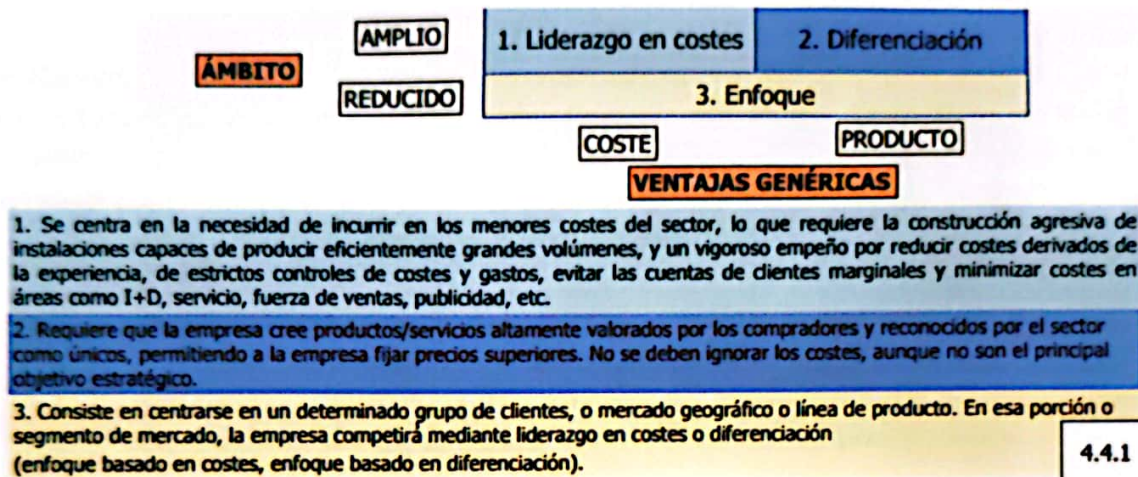 AMPLIO
1. Liderazgo en costes
2. Diferenciación
ÁMBITO
REDUCIDO
3. Enfoque
COSTE
PRODUCTO
VENTAJAS GENÉRICAS
1. Se centra en la necesidad de incurrir en los menores costes del sector, lo que requiere la construcción agresiva de
instalaciones capaces de producir eficientemente grandes volúmenes, y un vigoroso empeño por reducir costes derivados de
la experiencia, de estrictos controles de costes y gastos, evitar las cuentas de clientes marginales y minimizar costes en
áreas como I+D, servicio, fuerza de ventas, publicidad, etc.
2. Requiere que la empresa cree productos/servicios altamente valorados por los compradores y reconocidos por el sector
como únicos, permitiendo a la empresa fijar precios superiores. No se deben ignorar los costes, aunque no son el principal
objetivo estratégico.
3. Consiste en centrarse en un determinado grupo de clientes, o mercado geográfico o línea de producto. En esa porción o
segmento de mercado, la empresa competirá mediante liderazgo en costes o diferenciación
(enfoque basado en costes, enfoque basado en diferenciación).
4.4.1